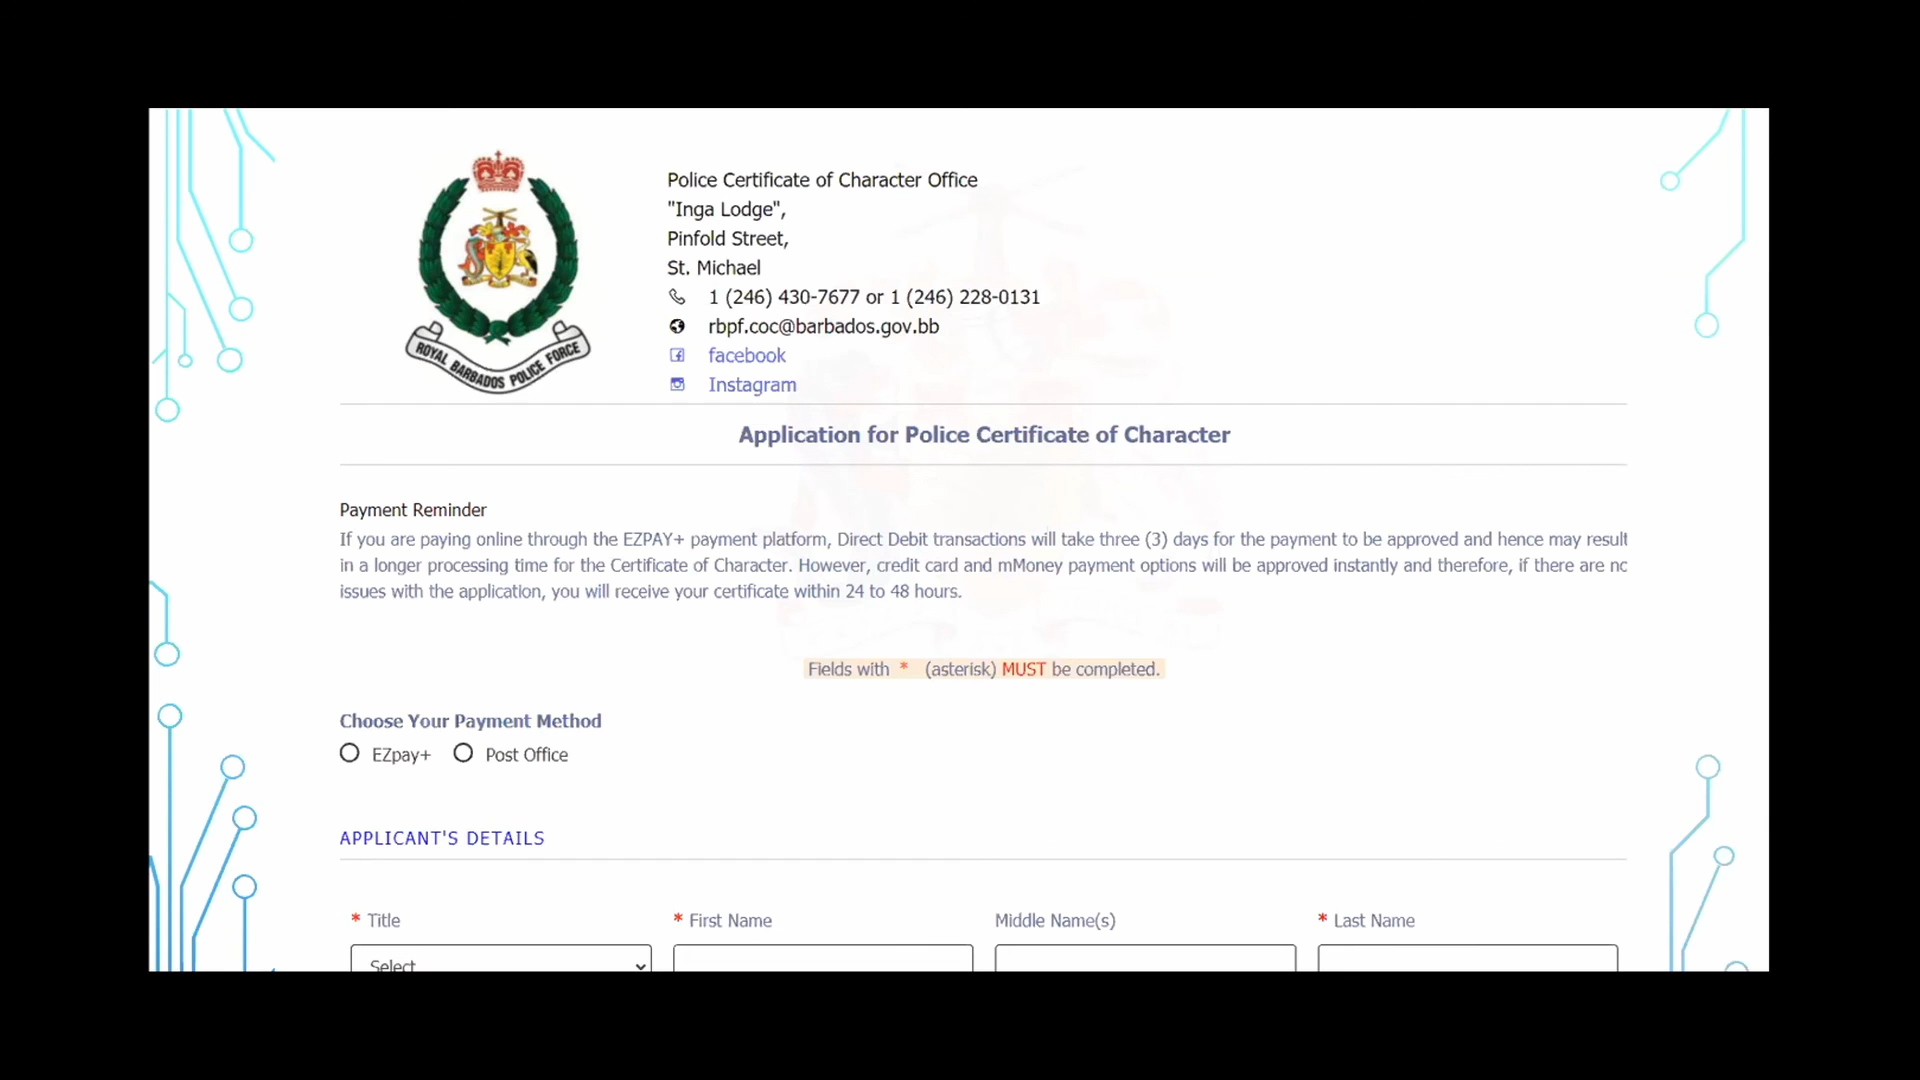 Police Certificate of Character Office
"Inga Lodge",
Pinfold Street,
St. Michael
1 (246) 430-7677 or 1 (246) 228-0131
rbpf.coc@barbados.gov.bb
facebook
Instagram
ROYAL BARBADOS POLICE FORCE
Application for Police Certificate of Character
Payment Reminder
If you are paying online through the EZPAY+ payment platform, Direct Debit transactions will take three (3) days for the payment to be approved and hence may result
in a longer processing time for the Certificate of Character. However, credit card and mMoney payment options will be approved instantly and therefore, if there are
issues with the application, you will receive your certificate within 24 to 48 hours.
Fields with * (asterisk) MUST be completed.
Choose Your Payment Method
EZpay+ Post Office
APPLICANT'S DETAILS
* Title * First Name Middle Name(s) * Last Name
Select